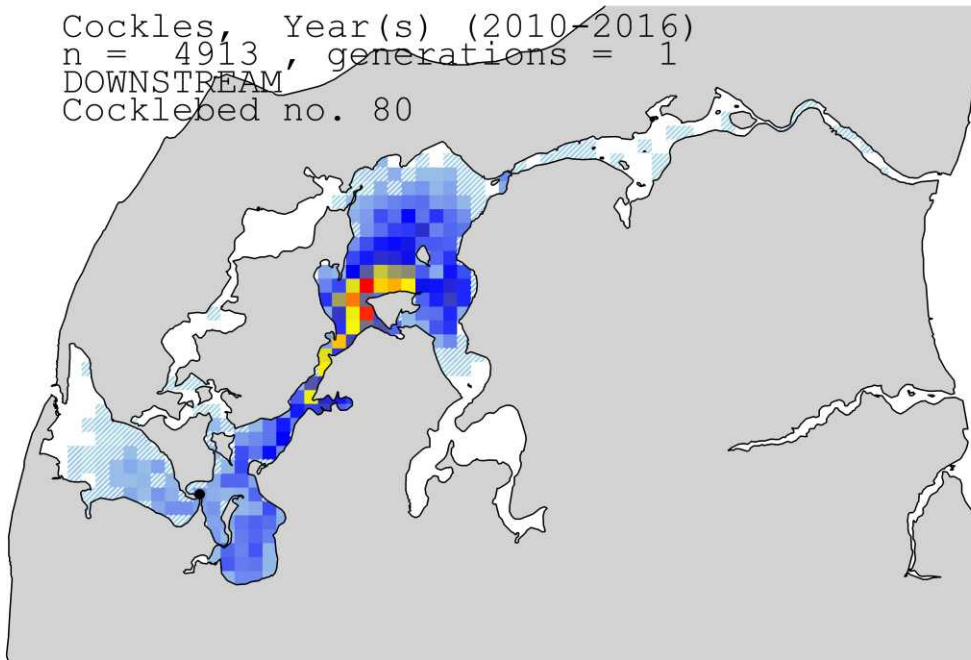 Cockles, Year(s) (2010-2016)
n = 4913 , generations = 1
DOWNSTREAM
Cocklebed no. 80